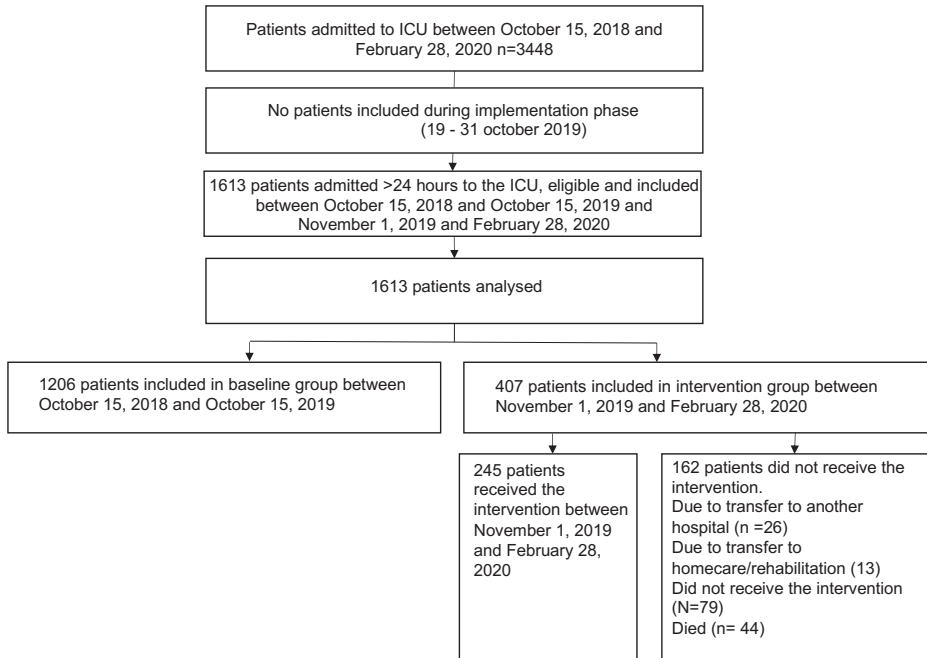 Patients admitted to ICU between October 15, 2018 and
February 28, 2020 n=3448
No patients included during implementation phase
(19 - 31 october 2019)
1613 patients admitted >24 hours to the ICU, eligible and included
between October 15, 2018 and October 15, 2019 and
November 1, 2019 and February 28, 2020
1613 patients analysed
1206 patients included in baseline group between
October 15, 2018 and October 15, 2019
407 patients included in intervention group between
November 1, 2019 and February 28, 2020
245 patients
received the
intervention between
November 1, 2019
and February 28,
2020
162 patients did not receive the
intervention.
Due to transfer to another
hospital (n =26)
Due to transfer to
homecare/rehabilitation (13)
Did not receive the intervention
(N=79)
Died (n= 44)